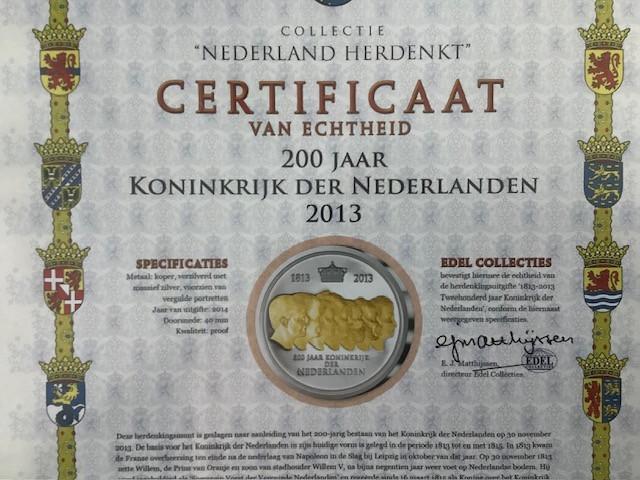 COLLECTIE
"NEDERLAND HERDENKT"
CERTIFICAAT
VAN ECHTHEID
200 JAAR
KONINKRIJK DER NEDERLANDEN
2013
SPECIFICATIES
Metaal: koper, verzilverd met
massief zilver, voorzien van
vergulde portretten
Jaar van uitgifte: 2014
Doorsnede: 40 mm
Kwaliteit: proof
1813 2013
200 JAAR KONINKRIJK
DER
NEDERLANDEN
EDEL COLLECTIES
bevestigt hiermee de echtheid van
de herdenkingsuitgifte '1813-2013
Tweehonderd jaar Koninkrijk der
Nederlanden', conform de hiernaast
weergegeven specificaties.
EJMatthijssen
E. J. Matthijssen,
directeur Edel Collecties.
EDEL
COLLECTIES
Deze herdenkingsmunt is geslagen naar aanleiding van het 200-jarig bestaan van het Koninkrijk der Nederlanden op 30 november
2013. De basis voor het Koninkrijk der Nederlanden in zijn huidige vorm is gelegd in de periode 1813 tot en met 1815. In 1813 kwam
de Franse overheersing ten einde na de nederlaag van Napoleon in de Slag bij Leipzig in oktober van dat jaar. Op 30 november 1813
zette Willem, de Prins van Oranje en zoon van stadhouder Willem V, na bijna negentien jaar weer voet op Nederlandse bodem. Hij